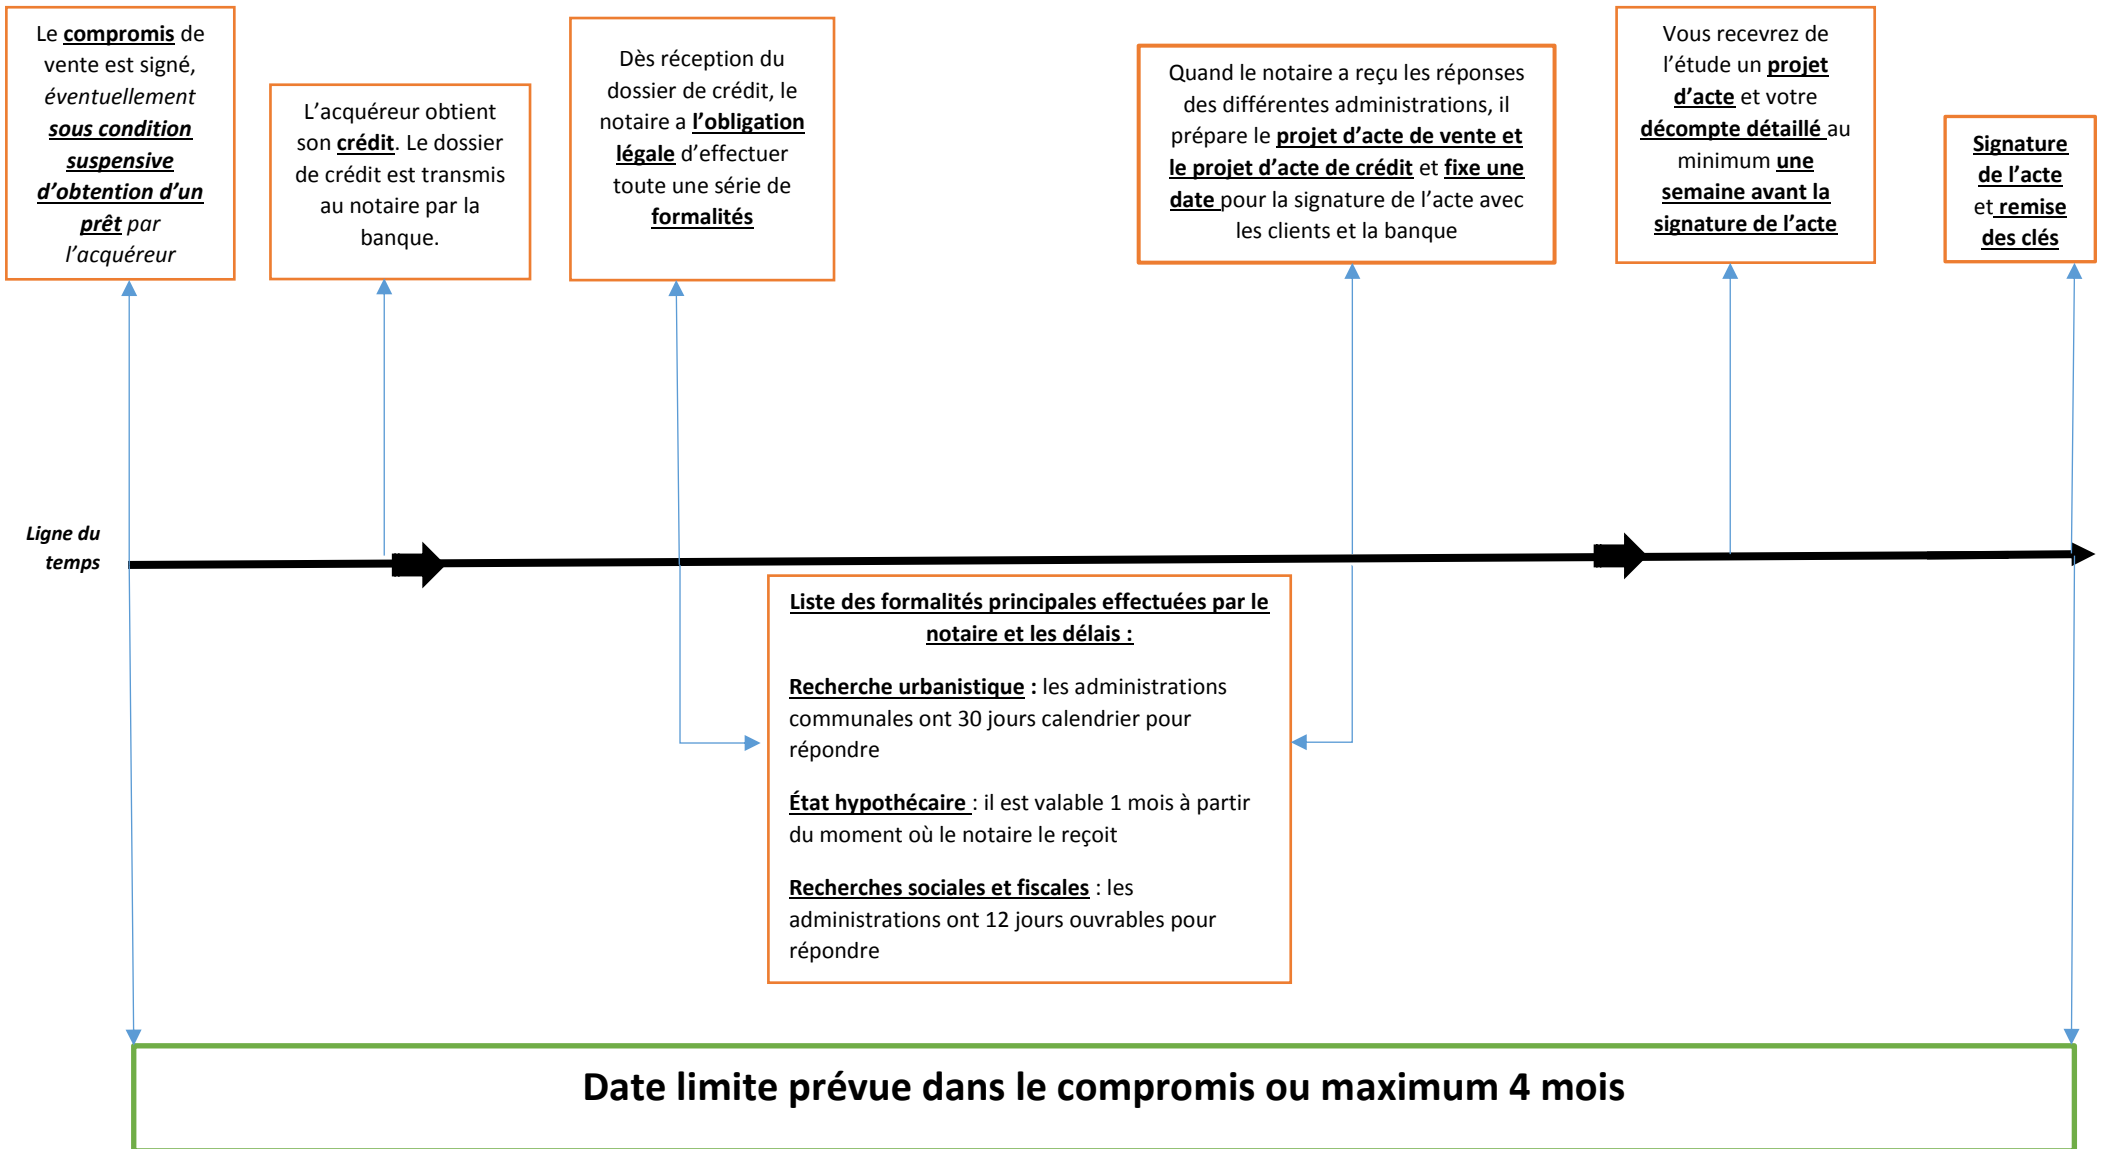 Le compromis de
vente est signé,
éventuellement
sous condition
suspensive
d'obtention d'un
prêt par
l'acquéreur
L'acquéreur obtient
son crédit. Le dossier
de crédit est transmis
au notaire par la
banque.
Dès réception du
dossier de crédit, le
notaire a l'obligation
légale d'effectuer
toute une série de
formalités
Quand le notaire a reçu les réponses
des différentes administrations, il
prépare le projet d'acte de vente et
le projet d'acte de crédit et fixe une
date pour la signature de l'acte avec
les clients et la banque
Vous recevrez de
l'étude un projet
d'acte et votre
décompte détaillé au
minimum une
semaine avant la
signature de l'acte
Signature
de l'acte
et remise
des clés
Ligne du
temps
Liste des formalités principales effectuées par le
notaire et les délais :
Recherche urbanistique : les administrations
communales ont 30 jours calendrier pour
répondre
État hypothécaire : il est valable 1 mois à partir
du moment où le notaire le reçoit
Recherches sociales et fiscales : les
administrations ont 12 jours ouvrables pour
répondre
Date limite prévue dans le compromis ou maximum 4 mois